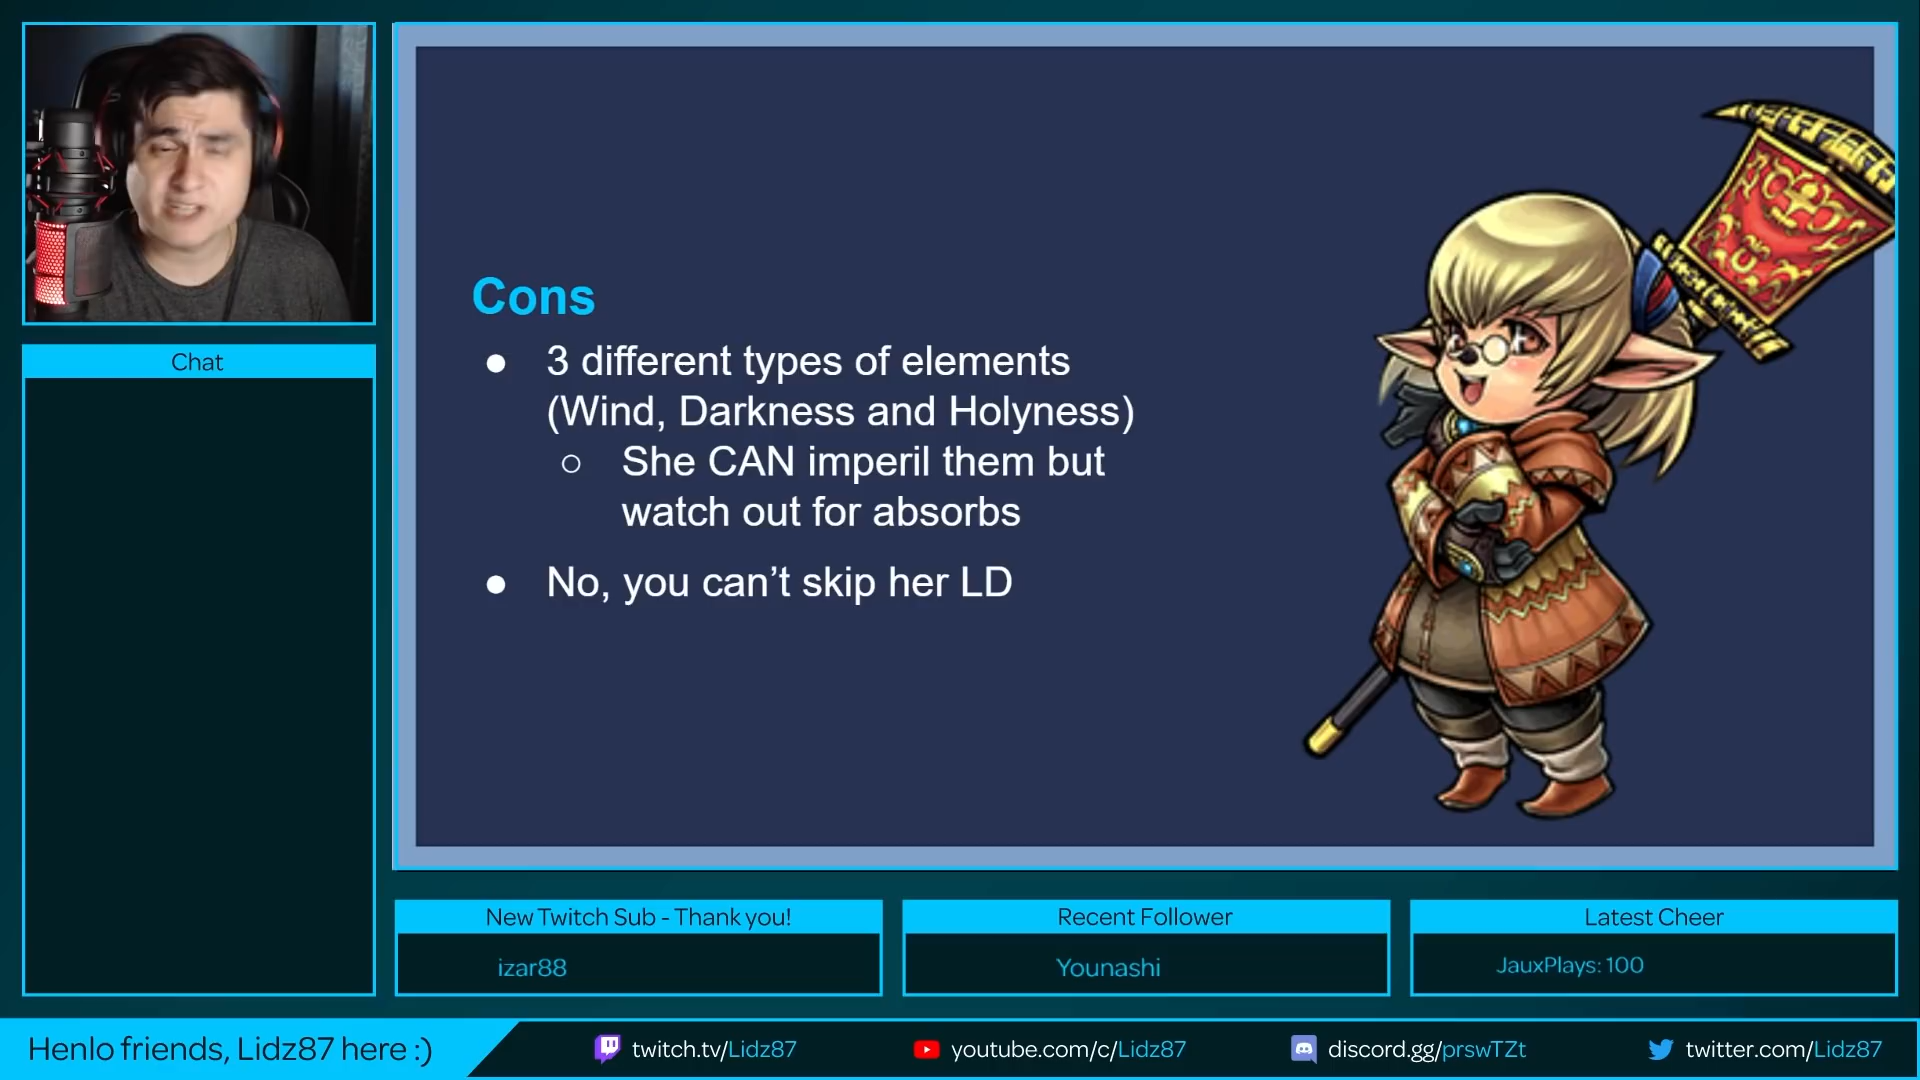 Chat
Cons
● 3 different types of elements
(Wind, Darkness and Holyness)
○ She CAN imperil them but
watch out for absorbs
● No, you can’t skip her LD
New Twitch Sub - Thank you!
izar88
Recent Follower
Younashi
Latest Cheer
JauxPlays: 100
Henlo friends, Lidz87 here :)
twitch.tv/Lidz87
youtube.com/c/Lidz87
discord.gg/prswTZt
twitter.com/Lidz87